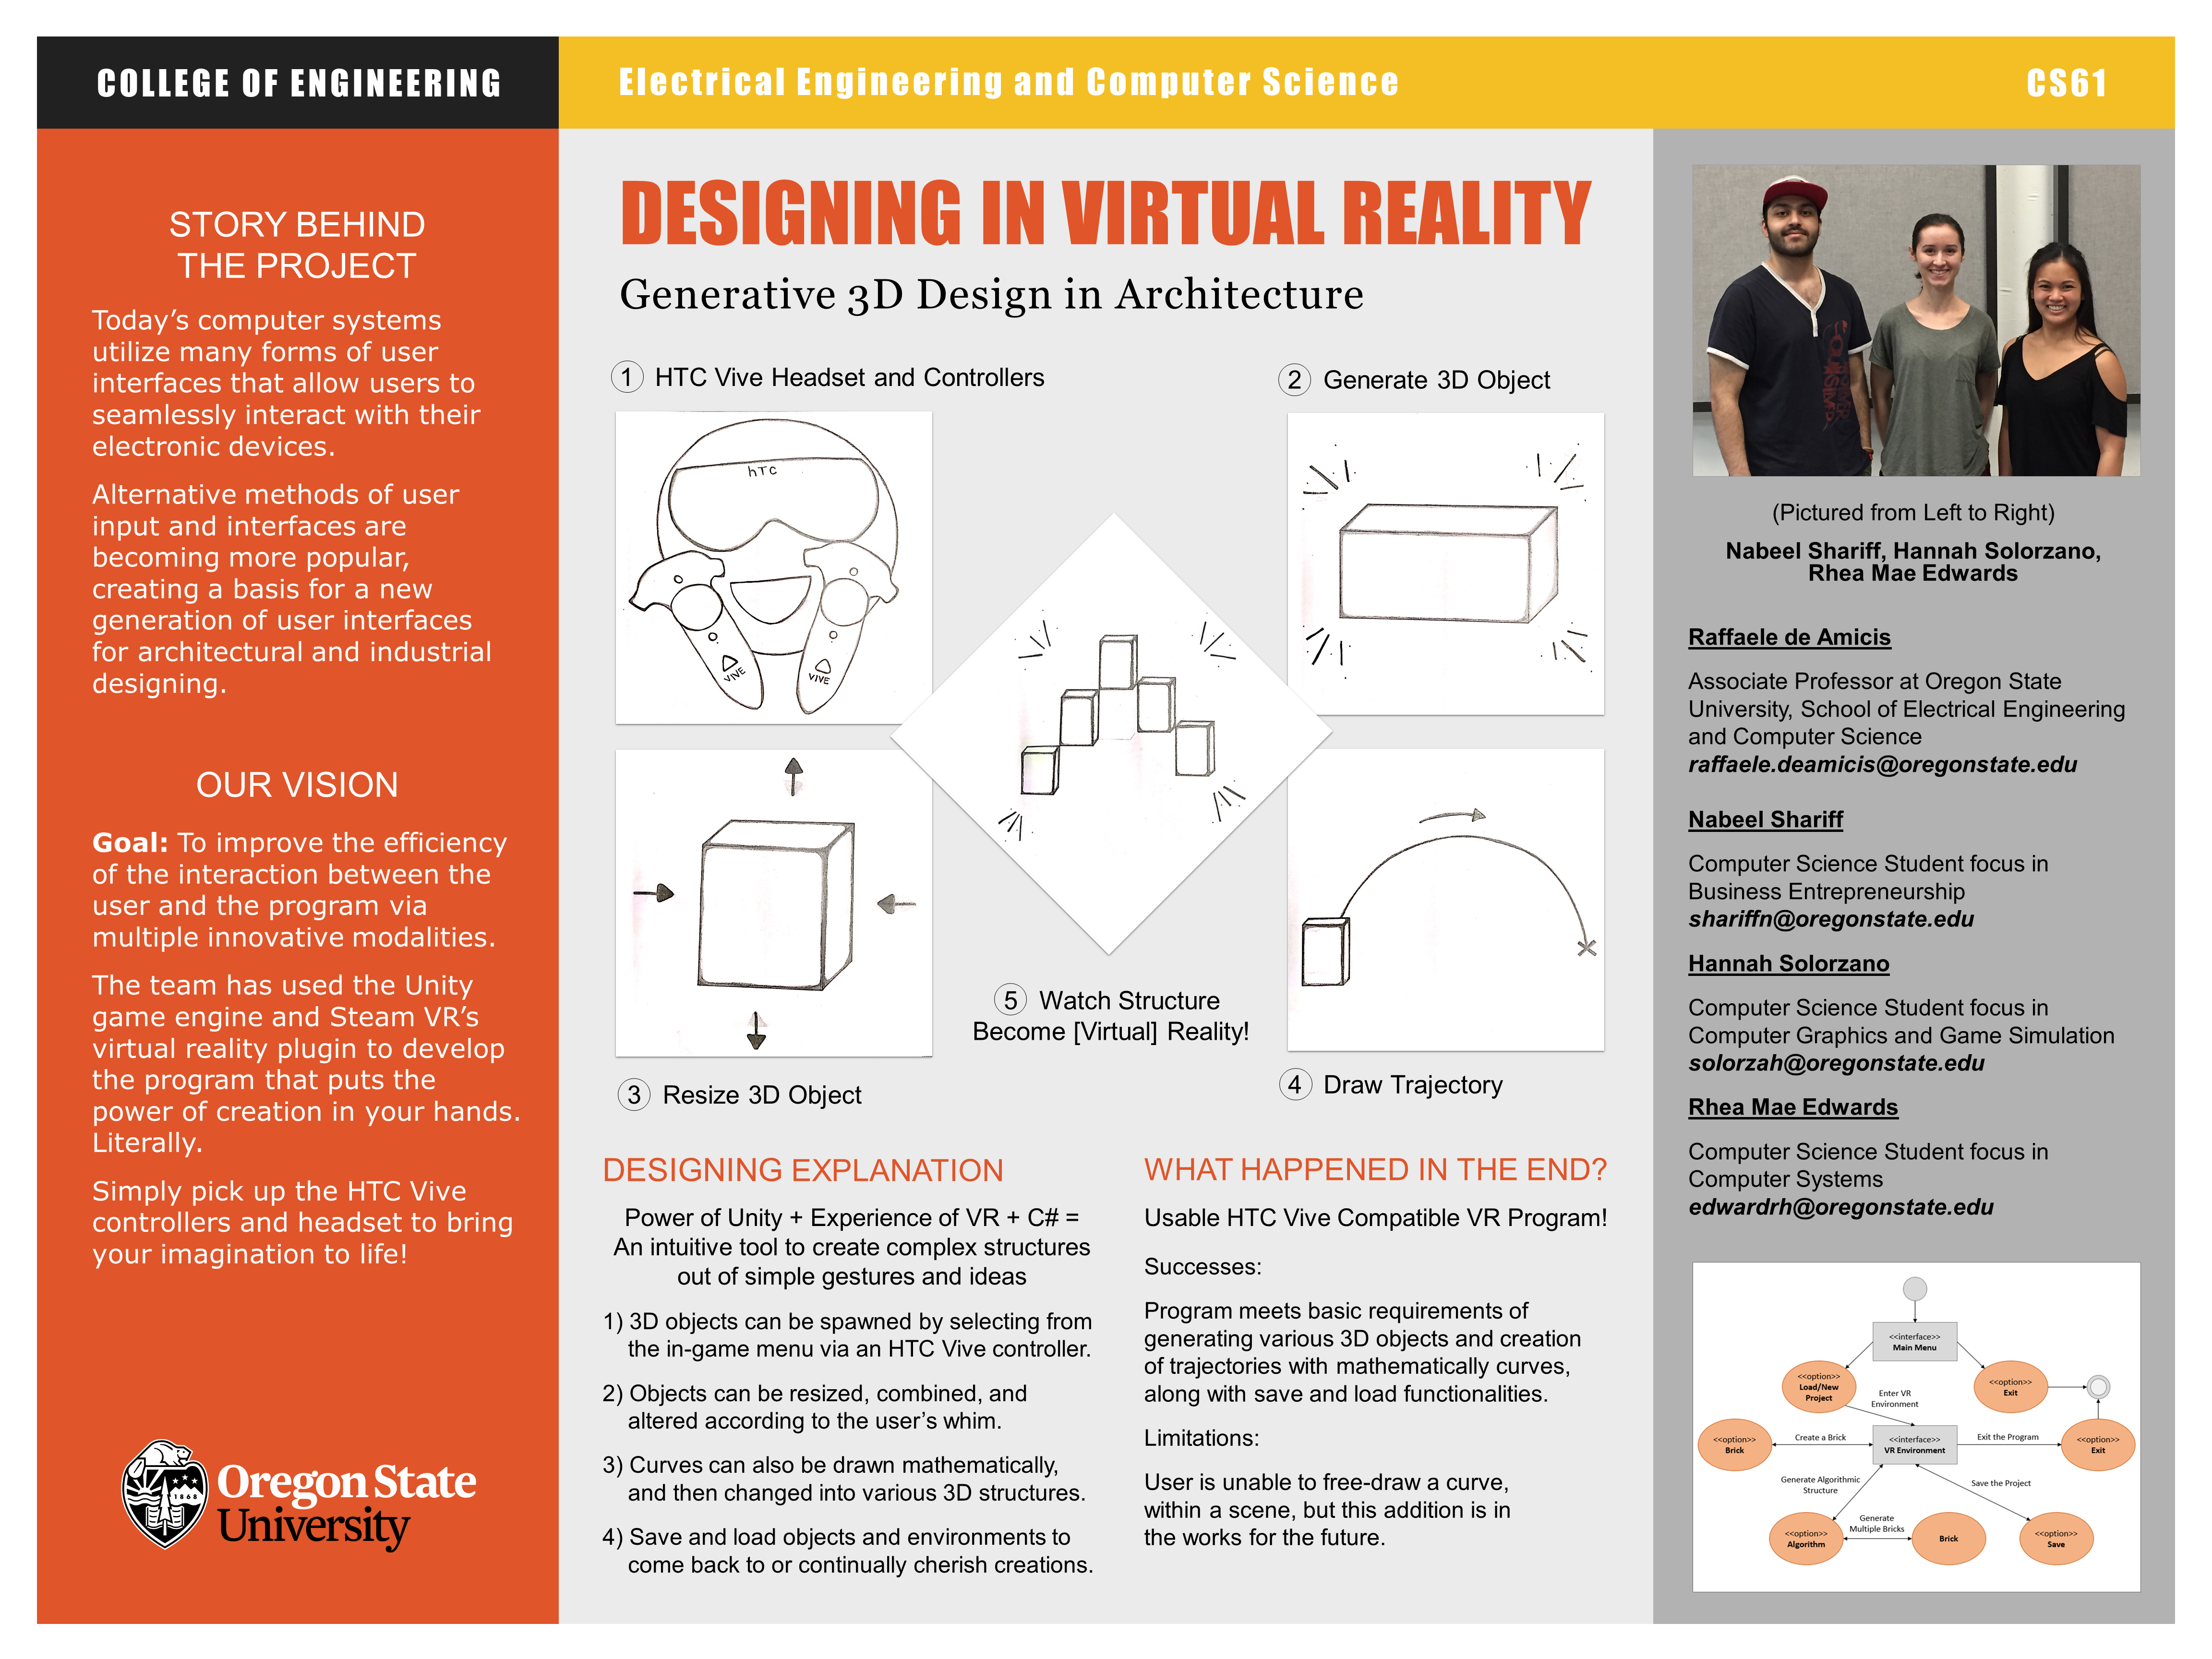 COLLEGE OF ENGINEERING
Electrical Engineering and Computer Science
CS61
STORY BEHIND
THE PROJECT
Today's computer systems
utilize many forms of user
interfaces that allow users to
seamlessly interact with their
electronic devices.
Alternative methods of user
input and interfaces are
becoming more popular,
creating a basis for a new
generation of user interfaces
for architectural and industrial
designing.
OUR VISION
Goal: To improve the efficiency
of the interaction between the
user and the program via
multiple innovative modalities.
The team has used the Unity
game engine and Steam VR's
virtual reality plugin to develop
the program that puts the
power of creation in your hands.
Literally.
Simply pick up the HTC Vive
controllers and headset to bring
your imagination to life!
1868
Oregon State
University
DESIGNING IN VIRTUAL REALITY
Generative 3D Design in Architecture
1 HTC Vive Headset and Controllers
hTC
VIVE
VIVE
2 Generate 3D Object
3 Resize 3D Object
4 Draw Trajectory
5 Watch Structure
Become [Virtual] Reality!
DESIGNING EXPLANATION
Power of Unity + Experience of VR + C# =
An intuitive tool to create complex structures
out of simple gestures and ideas
1) 3D objects can be spawned by selecting from
the in-game menu via an HTC Vive controller.
2) Objects can be resized, combined, and
altered according to the user's whim.
3) Curves can also be drawn mathematically,
and then changed into various 3D structures.
4) Save and load objects and environments to
come back to or continually cherish creations.
WHAT HAPPENED IN THE END?
Usable HTC Vive Compatible VR Program!
Successes:
Program meets basic requirements of
generating various 3D objects and creation
of trajectories with mathematically curves,
along with save and load functionalities.
Limitations:
User is unable to free-draw a curve,
within a scene, but this addition is in
the works for the future.
(Pictured from Left to Right)
Nabeel Shariff, Hannah Solorzano,
Rhea Mae Edwards
Raffaele de Amicis
Associate Professor at Oregon State
University, School of Electrical Engineering
and Computer Science
raffaele.deamicis@oregonstate.edu
Nabeel Shariff
Computer Science Student focus in
Business Entrepreneurship
shariffn@oregonstate.edu
Hannah Solorzano
Computer Science Student focus in
Computer Graphics and Game Simulation
solorzah@oregonstate.edu
Rhea Mae Edwards
Computer Science Student focus in
Computer Systems
edwardrh@oregonstate.edu
<<interface>>
Main Menu
<<option>>
Load/New
Project
<<option>>
Exit
Enter VR
Environment
<<option>>
Brick
Create a Brick
<<interface>>
VR Environment
Exit the Program
<<option>>
Exit
Generate Algorithmic
Structure
Save the Project
Generate
Multiple Bricks
<<option>>
Algorithm
Brick
<<option>>
Save